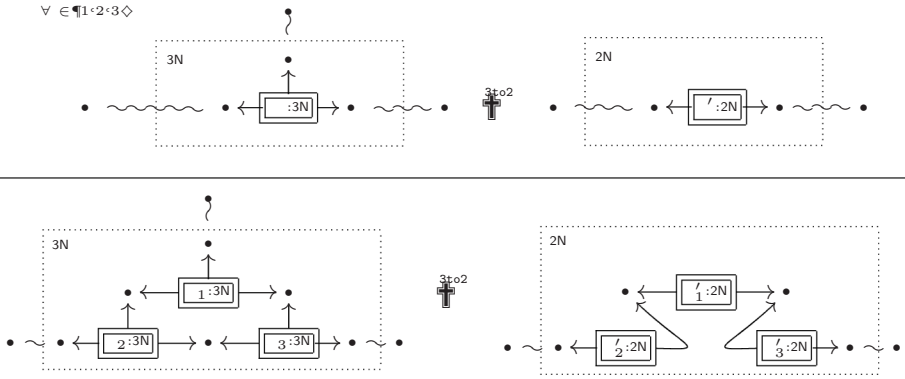 ∀ ∈¶1‹2‹3◇
3N
:3N
3to2
2N
′ :2N
3N
1:3N
2:3N
3:3N
3to2
2N
′1:2N
′2:2N
′3:2N